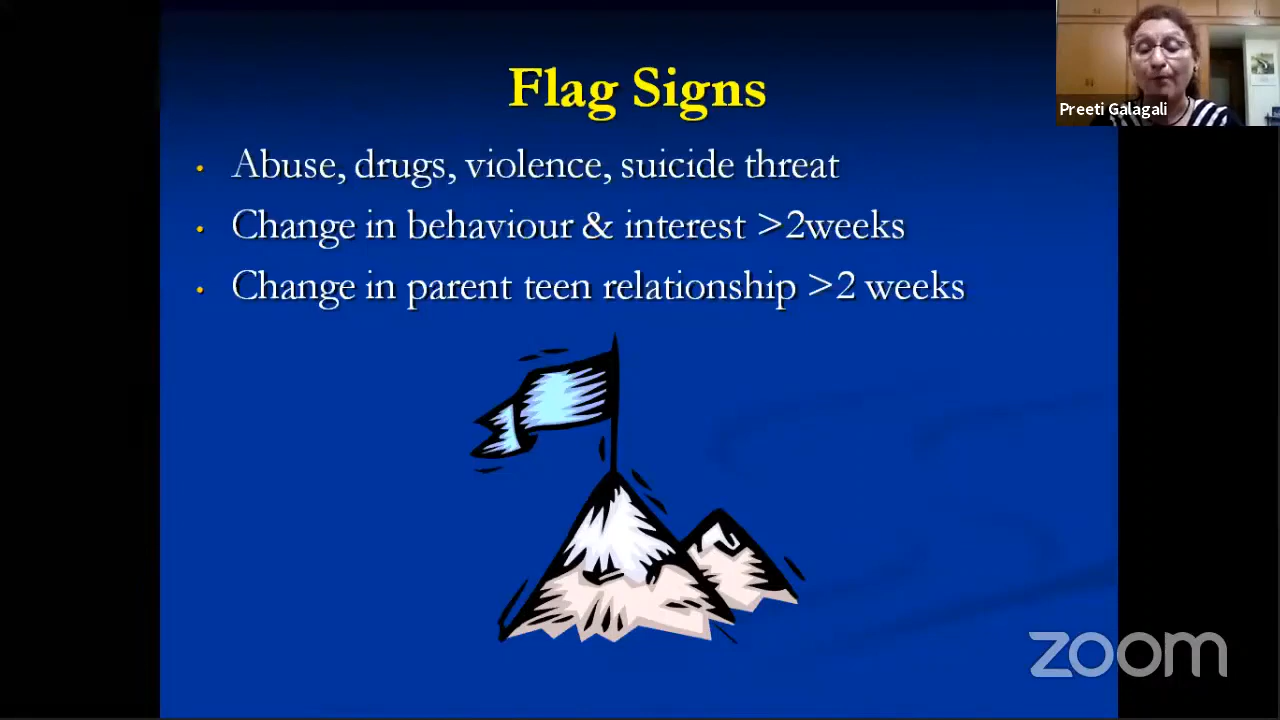 Flag Signs
Preeti Galagali
• Abuse, drugs, violence, suicide threat
• Change in behaviour & interest >2weeks
• Change in parent teen relationship >2 weeks
zoom